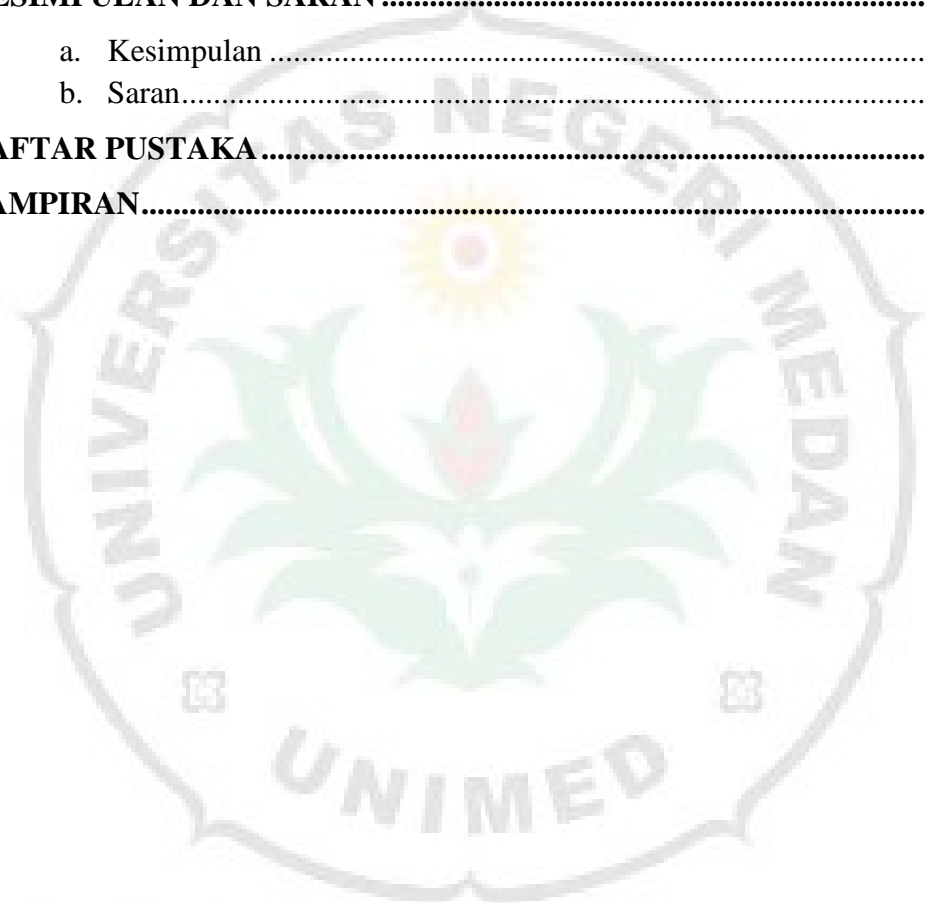 ESIMPULAN DAN SARAN ........................................................................
a. Kesimpulan ........................................................................
b. Saran........................................................................
AFTAR PUSTAKA ........................................................................
AMPIRAN........................................................................
UNIVERSITAS NEGERI MEDAN
UNIMED